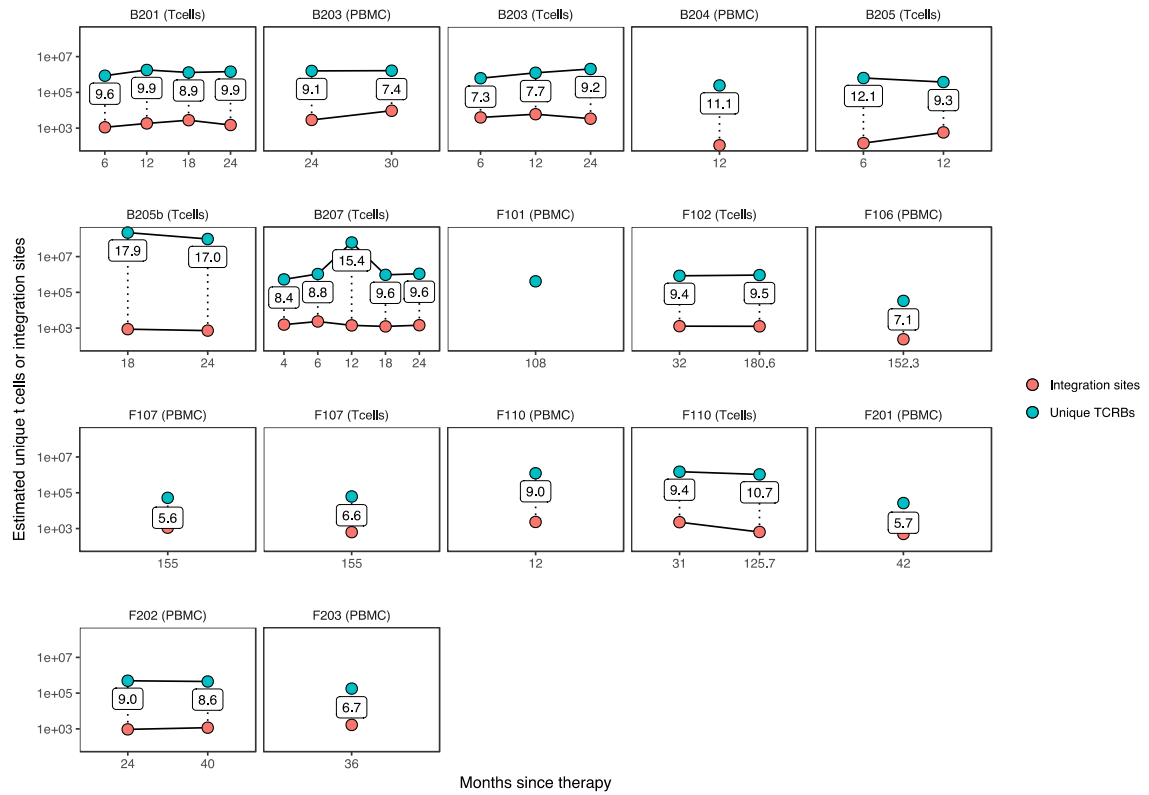 B201 (Tcells)
B203 (PBMC)
B203 (Tcells)
B204 (PBMC)
B205 (Tcells)
1e+07
1e+05
1e+03
9.6
9.9
8.9
9.9
9.1
7.4
7.3
7.7
9.2
11.1
12.1
9.3
6 12 18 24
24 30
6 12 24
12
6 12
B205b (Tcells)
B207 (Tcells)
F101 (PBMC)
F102 (Tcells)
F106 (PBMC)
1e+07
1e+05
1e+03
17.9
17.0
8.4
8.8
15.4
9.6
9.6
9.4
9.5
7.1
18 24
4 6 12 18 24
108
32 180.6
152.3
F107 (PBMC)
F107 (Tcells)
F110 (PBMC)
F110 (Tcells)
F201 (PBMC)
1e+07
1e+05
1e+03
5.6
6.6
9.0
9.4
10.7
5.7
155
155
12
31 125.7
42
F202 (PBMC)
F203 (PBMC)
1e+07
1e+05
1e+03
9.0
8.6
6.7
24 40
36
Months since therapy
Estimated unique t cells or integration sites
Integration sites
Unique TCRBs